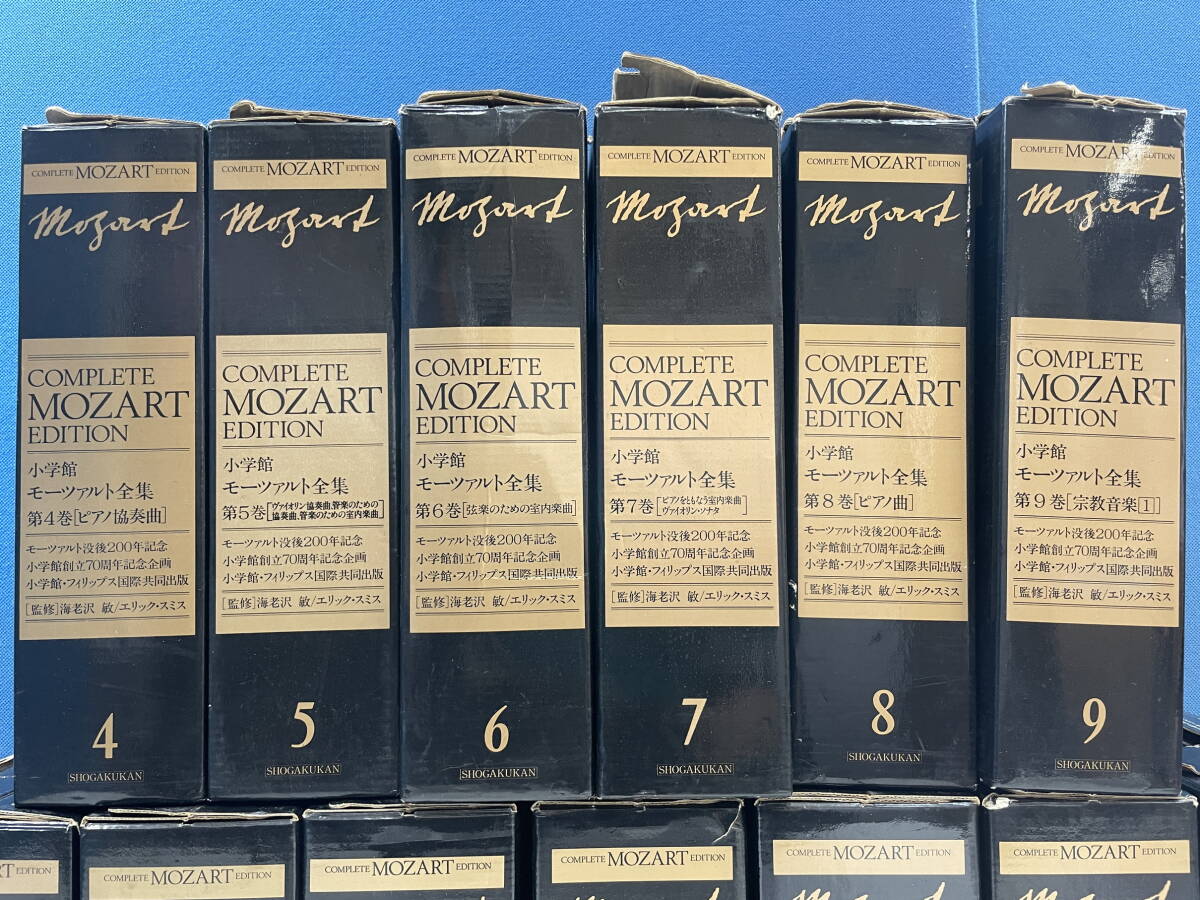 COMPLETE MOZART EDITION
Mozart
COMPLETE
MOZART
EDITION
小学館
モーツァルト全集
第4巻[ピアノ協奏曲]
モーツァルト没後200年記念
小学館創立70周年記念企画
小学館・フィリップス国際共同出版
[監修]海老沢 敏/エリック・スミス
4
SHOGAKUKAN
COMPLETE MOZART EDITION
Mozart
COMPLETE
MOZART
EDITION
小学館
モーツァルト全集
第5巻[ヴァイオリン協奏曲、管楽のための
協奏曲、管楽のための室内楽曲]
モーツァルト没後200年記念
小学館創立70周年記念企画
小学館・フィリップス国際共同出版
[監修]海老沢 敏/エリック・スミス
5
SHOGAKUKAN
COMPLETE MOZART EDITION
Mozart
COMPLETE
MOZART
EDITION
小学館
モーツァルト全集
第6巻[弦楽のための室内楽曲]
モーツァルト没後200年記念
小学館創立70周年記念企画
小学館・フィリップス国際共同出版
[監修]海老沢 敏/エリック・スミス
6
SHOGAKUKAN
COMPLETE MOZART EDITION
Mozart
COMPLETE
MOZART
EDITION
小学館
モーツァルト全集
第7巻[ピアノをともなう室内楽曲
ヴァイオリン・ソナタ]
モーツァルト没後200年記念
小学館創立70周年記念企画
小学館・フィリップス国際共同出版
[監修]海老沢 敏/エリック・スミス
7
SHOGAKUKAN
COMPLETE MOZART EDITION
Mozart
COMPLETE
MOZART
EDITION
小学館
モーツァルト全集
第8巻[ピアノ曲]
モーツァルト没後200年記念
小学館創立70周年記念企画
小学館・フィリップス国際共同出版
[監修]海老沢 敏/エリック・スミス
8
SHOGAKUKAN
COMPLETE MOZART EDITION
Mozart
COMPLETE
MOZART
EDITION
小学館
モーツァルト全集
第9巻[宗教音楽1]
モーツァルト没後200年記念
小学館創立70周年記念企画
小学館・フィリップス国際共同出版
[監修]海老沢 敏/エリック・スミス
9
SHOGAKUKAN
EDITION
COMPLETE MOZART EDITION
COMPLETE MOZART EDITION
COMPLETE MOZART EDITION
COMPLETE MOZART EDITION
Mozart
COMPLETE MOZART EDITION
Mozart